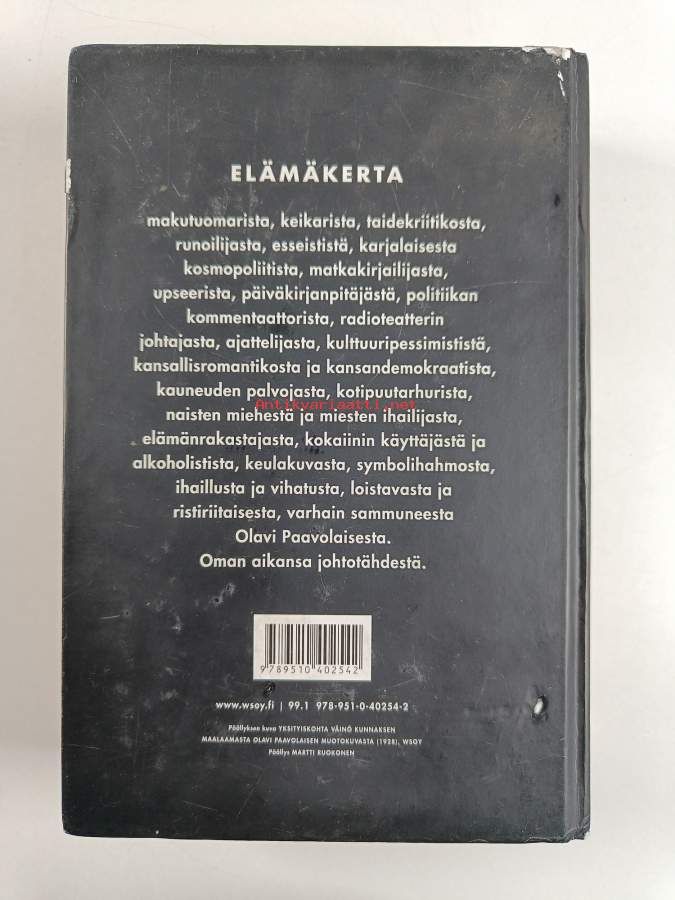 ELÄMÄKERTA
makutuomarista, keikarista, taidekriitikosta,
runoilijasta, esseististä, karjalaisesta
kosmopoliitista, matkakirjailijasta,
upseerista, päiväkirjanpitäjästä, politiikan
kommentaattorista, radioteatterin
johtajasta, ajattelijasta, kulttuuripessimististä,
kansallisromantikosta ja kansandemokraatista,
kauneuden palvojasta, kotipuutarhurista,
Antikvariaatti.net
naisten miehestä ja miesten ihailijasta,
elämänrakastajasta, kokaiinin käyttäjästä ja
alkoholistista, keulakuvasta, symbolihahmosta,
ihaillusta ja vihatusta, loistavasta ja
ristiriitaisesta, varhain sammuneesta
Olavi Paavolaisesta.
Oman aikansa johtotähdestä.
9 789510 402542
www.wsoy.fi | 99.1 978-951-0-40254-2
Päällyksen kuva YKSITYISKOHTA VÄINÖ KUNNAKSEN
MAALAAMASTA OLAVI PAAVOLAISEN MUOTOKUVASTA (1928), WSOY
Päällys MARTTI RUOKONEN